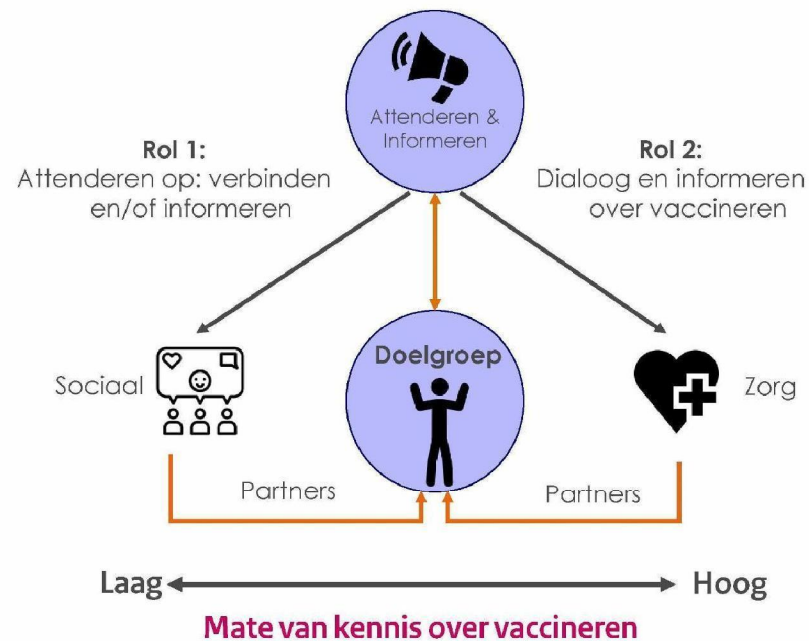 Attenderen &
Informeren
Rol 1:
Attenderen op: verbinden
en/of informeren
Rol 2:
Dialoog en informeren
over vaccineren
Sociaal
Doelgroep
Zorg
Partners
Partners
Laag
Hoog
Mate van kennis over vaccineren